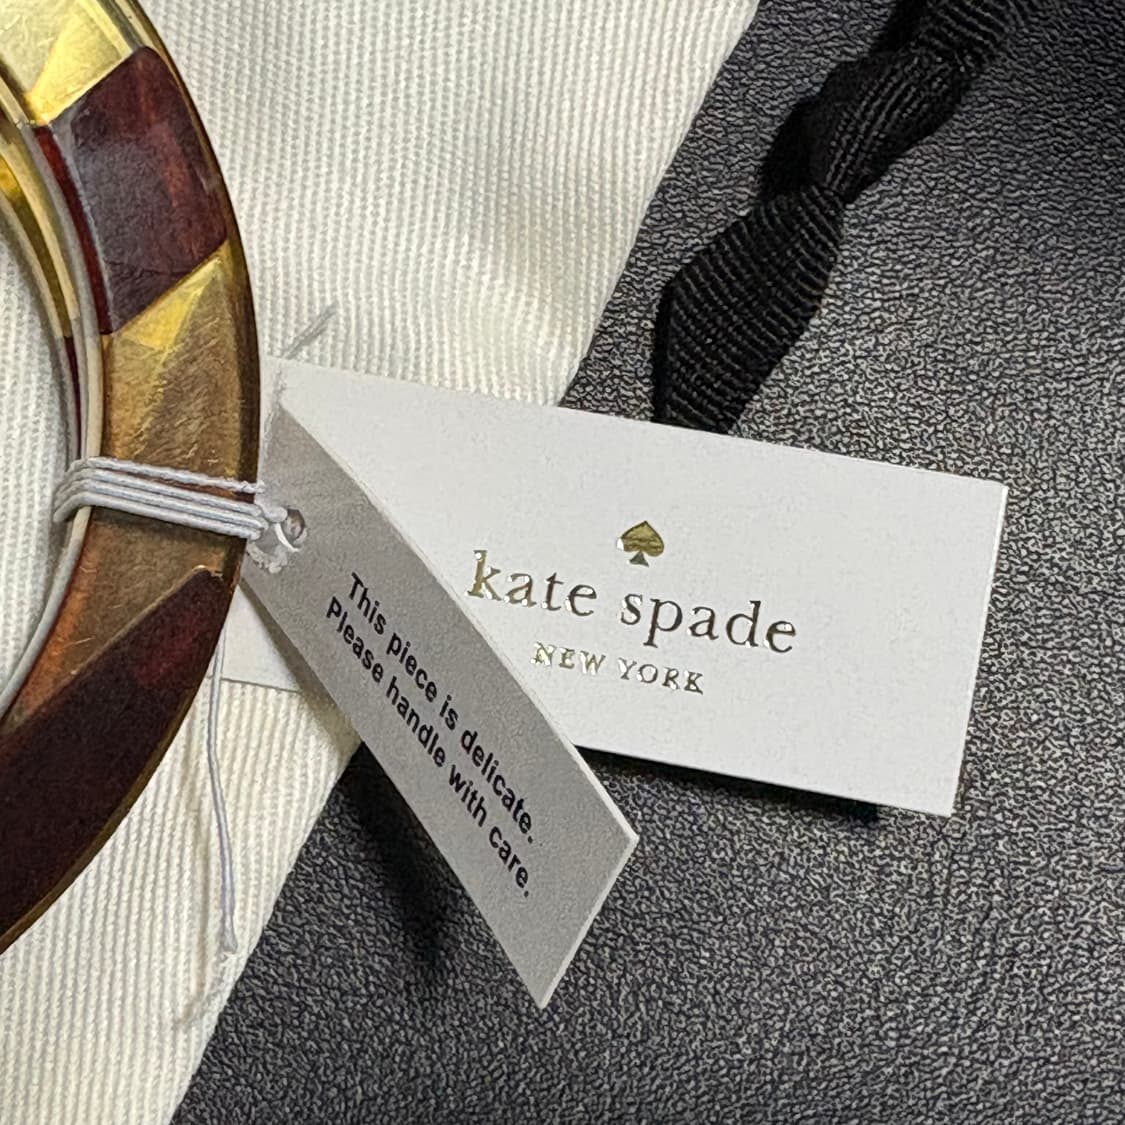 kate spade
NEW YORK
This piece is delicate.
Please handle with care.